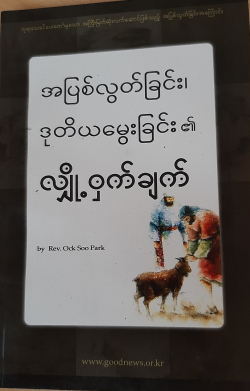 အပြစ်လွတ်ခြင်း၊
ဒုတိယမွေးခြင်း ၏
လျှို့ဝှက်ချက်
by Rev. Ock Soo Park
www.goodnews.or.kr